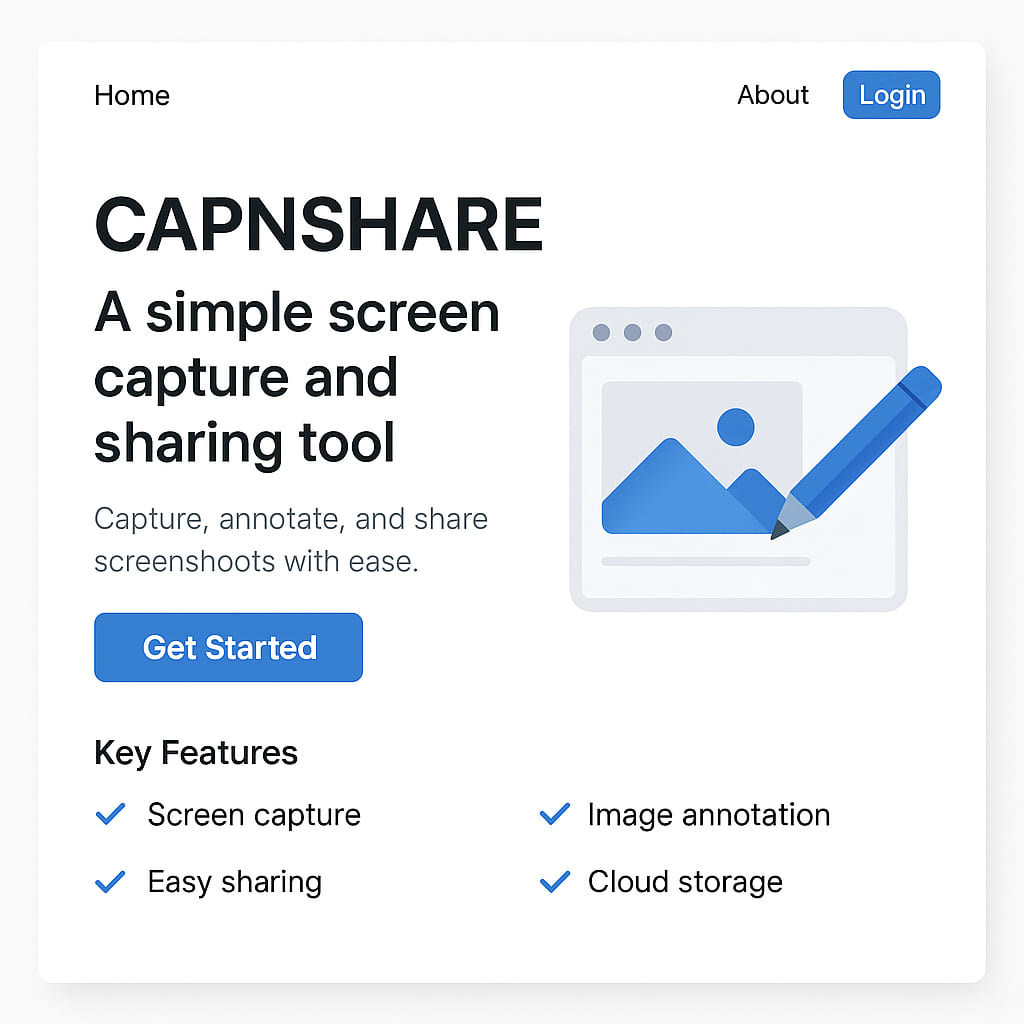 Home
About
Login
CAPNSHARE
A simple screen
capture and
sharing tool
Capture, annotate, and share
screenshoots with ease.
Get Started
Key Features
Screen capture
Image annotation
Easy sharing
Cloud storage